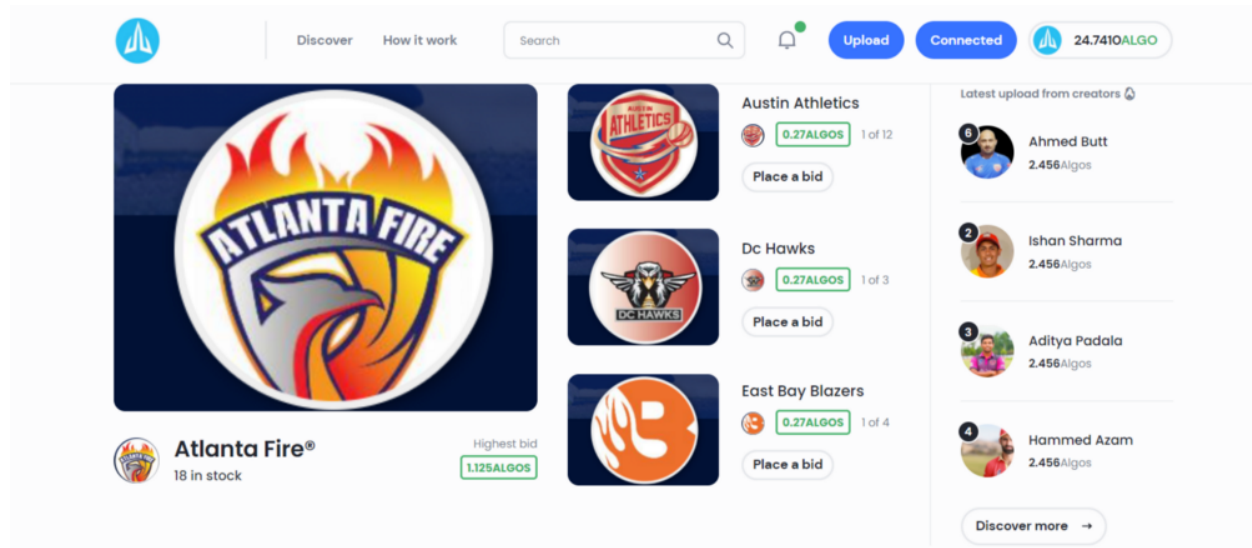 Discover
How it work
Search
Upload
Connected
24.7410ALGO
ATLANTA FIRE
Atlanta Fire®
18 in stock
Highest bid
1.125ALGOS
AUSTIN
ATHLETICS
Austin Athletics
0.27ALGOS 1 of 12
Place a bid
DC HAWKS
Dc Hawks
0.27ALGOS 1 of 3
Place a bid
B
East Bay Blazers
0.27ALGOS 1 of 4
Place a bid
Latest upload from creators
6
Ahmed Butt
2.456Algos
2
Ishan Sharma
2.456Algos
3
Aditya Padala
2.456Algos
4
Hammed Azam
2.456Algos
Discover more →